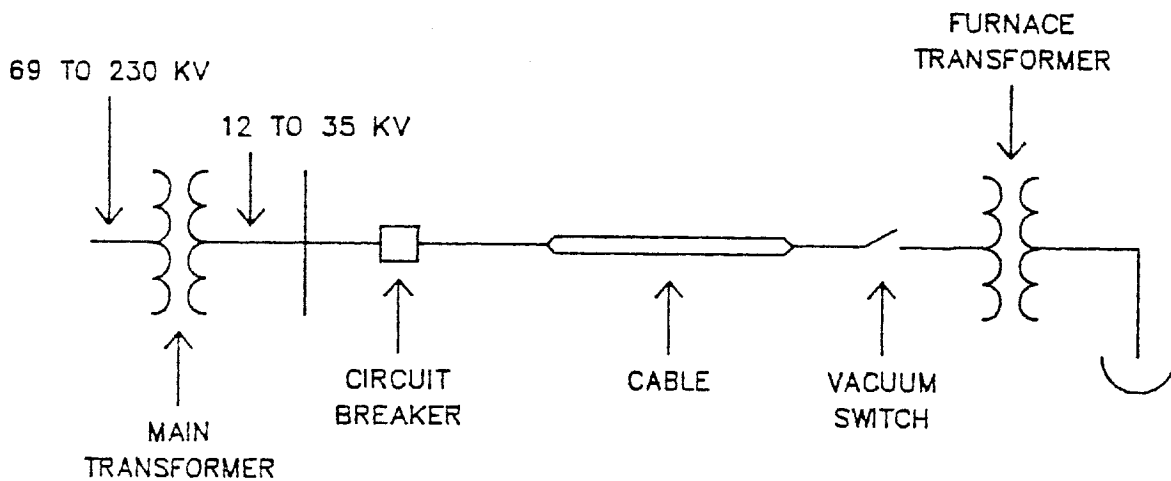 FURNACE
TRANSFORMER
69 TO 230 KV
12 TO 35 KV
CIRCUIT
BREAKER
CABLE
VACUUM
SWITCH
MAIN
TRANSFORMER